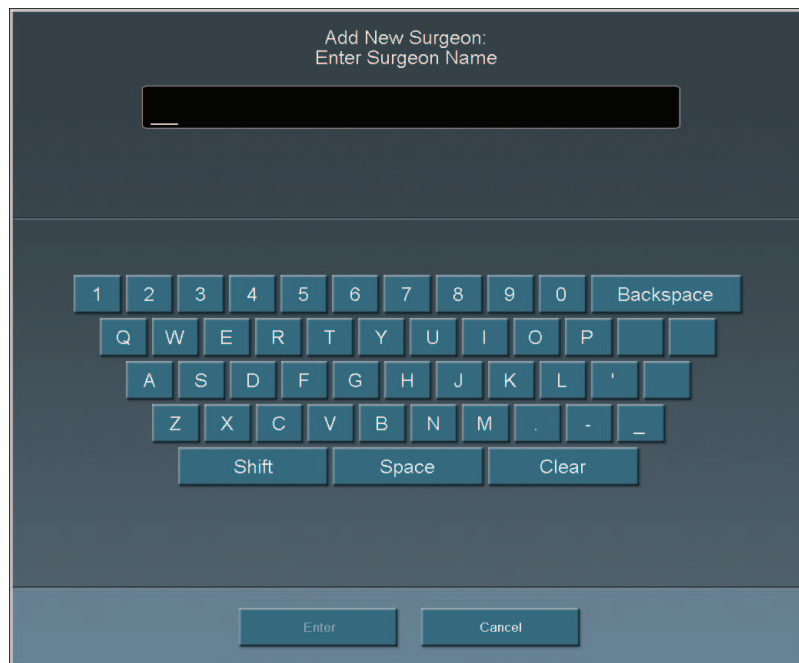 Add New Surgeon:
Enter Surgeon Name
__
1 2 3 4 5 6 7 8 9 0 Backspace
Q W E R T Y U I O P
A S D F G H J K L '
Z X C V B N M . - _
Shift Space Clear
Enter Cancel